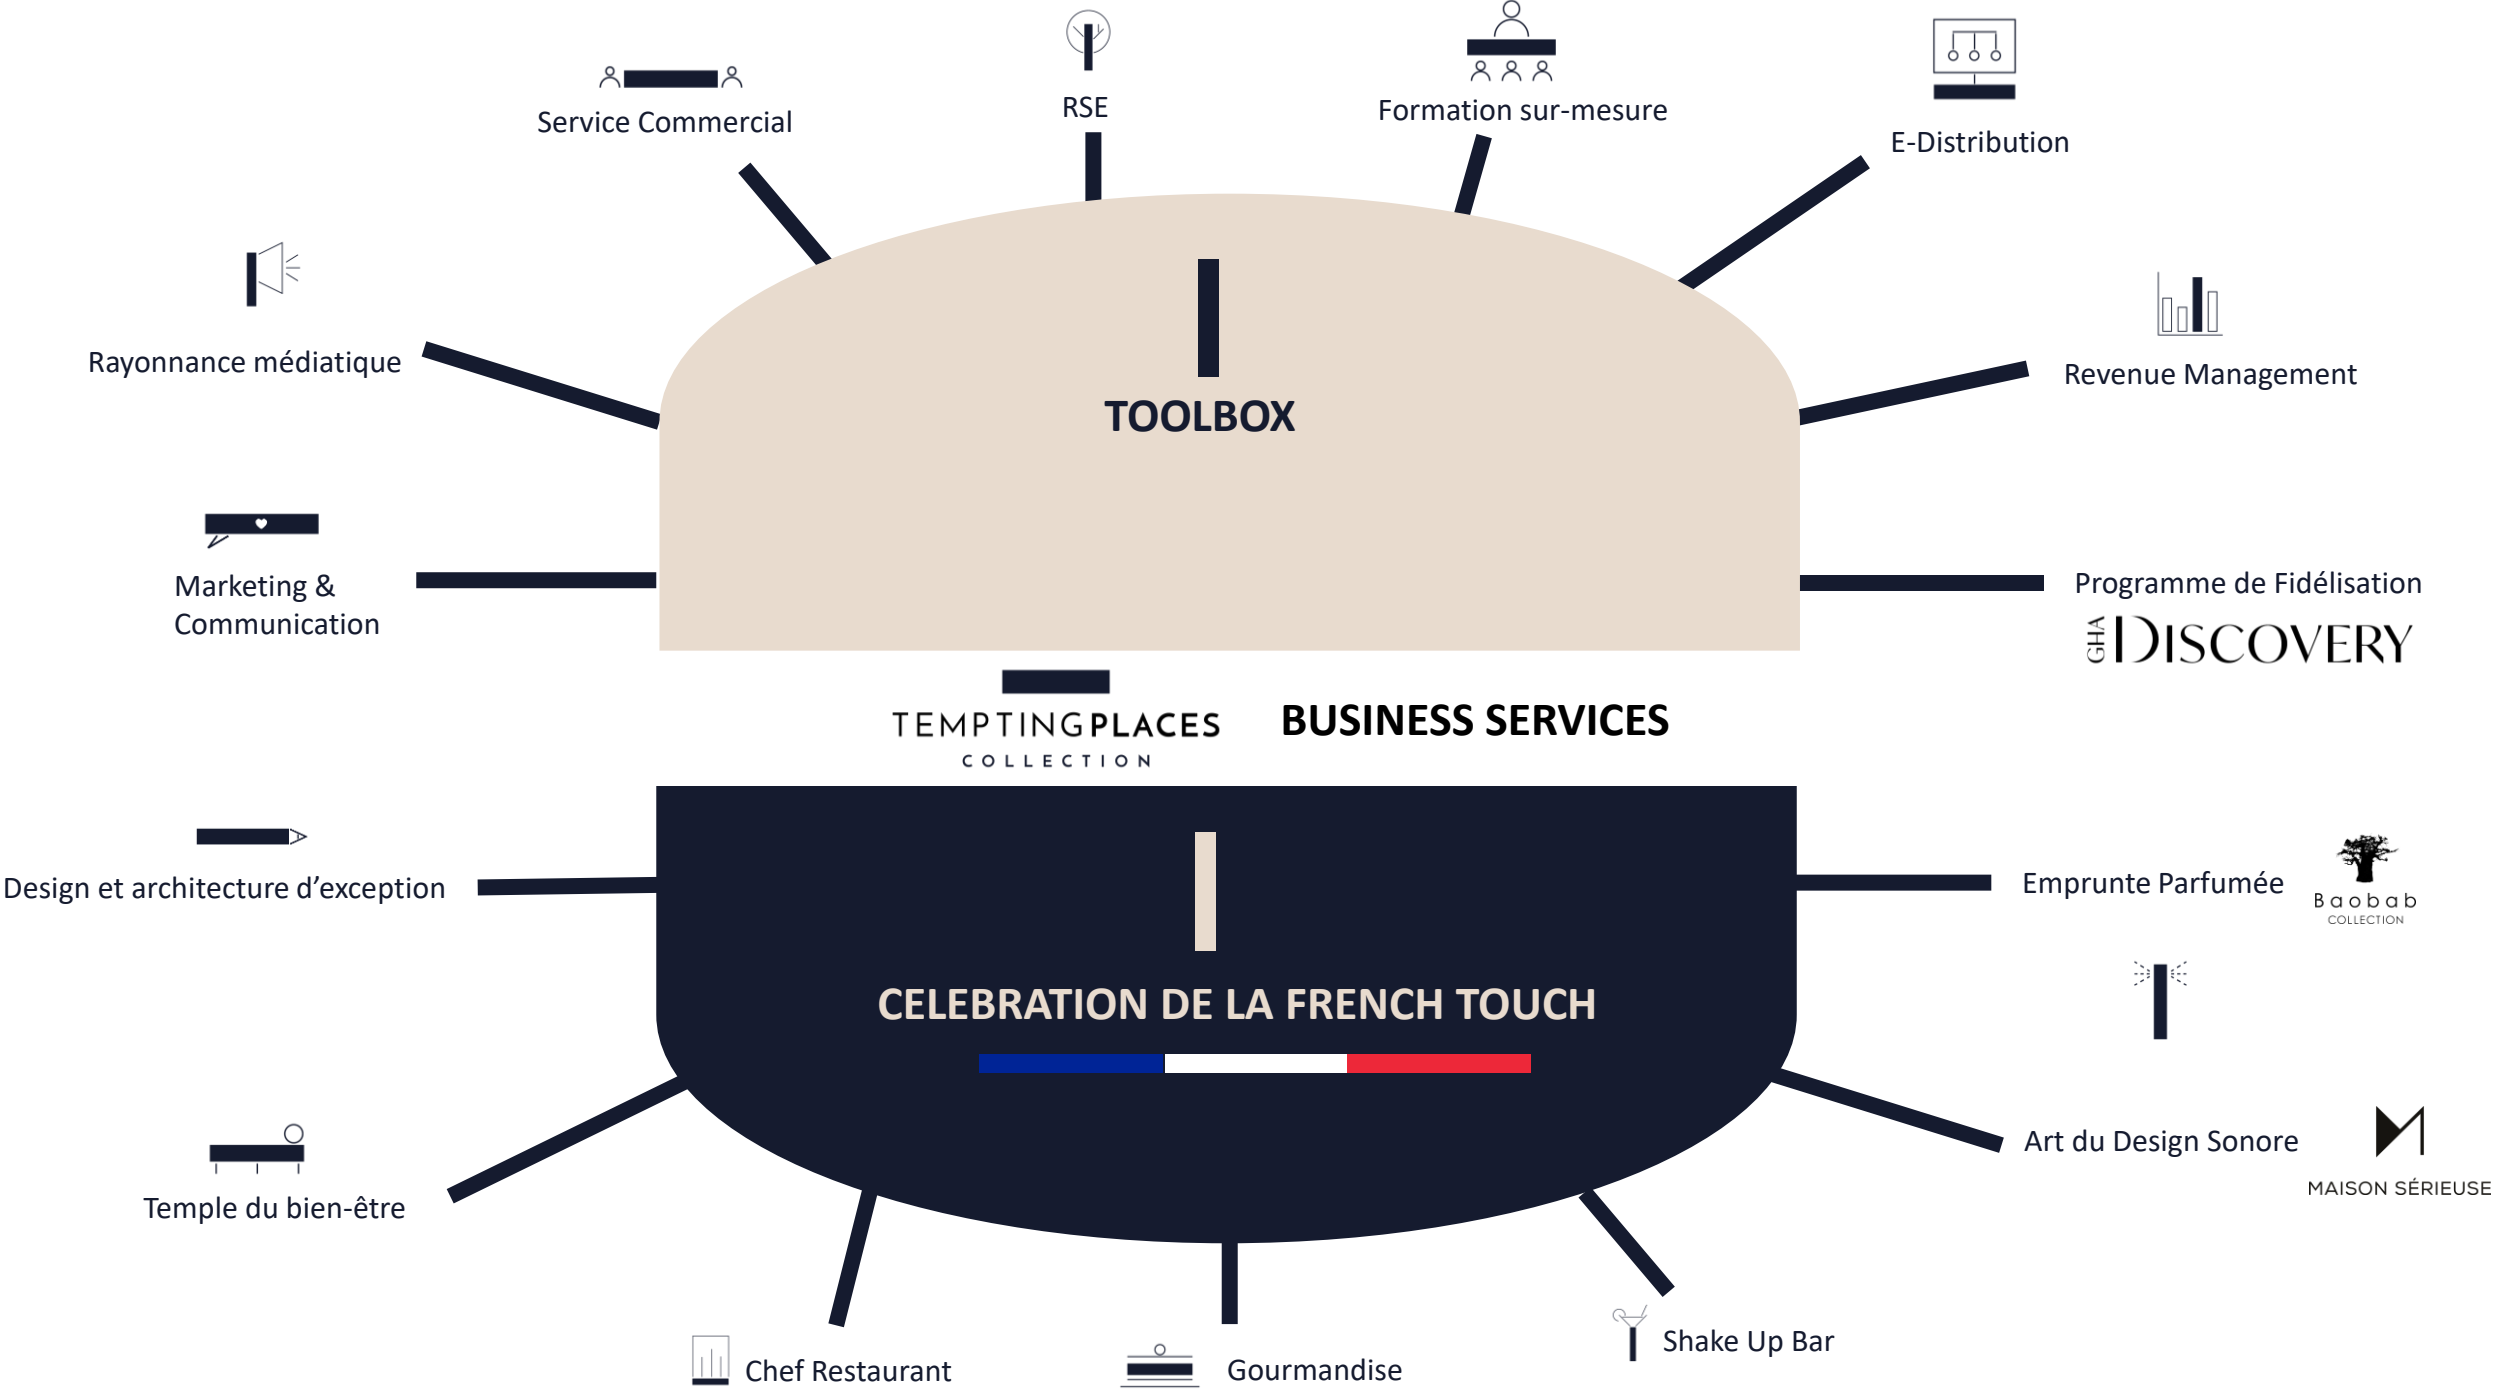 RSE
Formation sur-mesure
Service Commercial
E-Distribution
Rayonnance médiatique
Revenue Management
TOOLBOX
Marketing &
Communication
Programme de Fidélisation
GHA DISCOVERY
TEMPTINGPLACES
COLLECTION
BUSINESS SERVICES
Design et architecture d'exception
Emprunte Parfumée
Baobab
COLLECTION
CELEBRATION DE LA FRENCH TOUCH
Art du Design Sonore
MAISON SÉRIEUSE
Temple du bien-être
Shake Up Bar
Chef Restaurant
Gourmandise